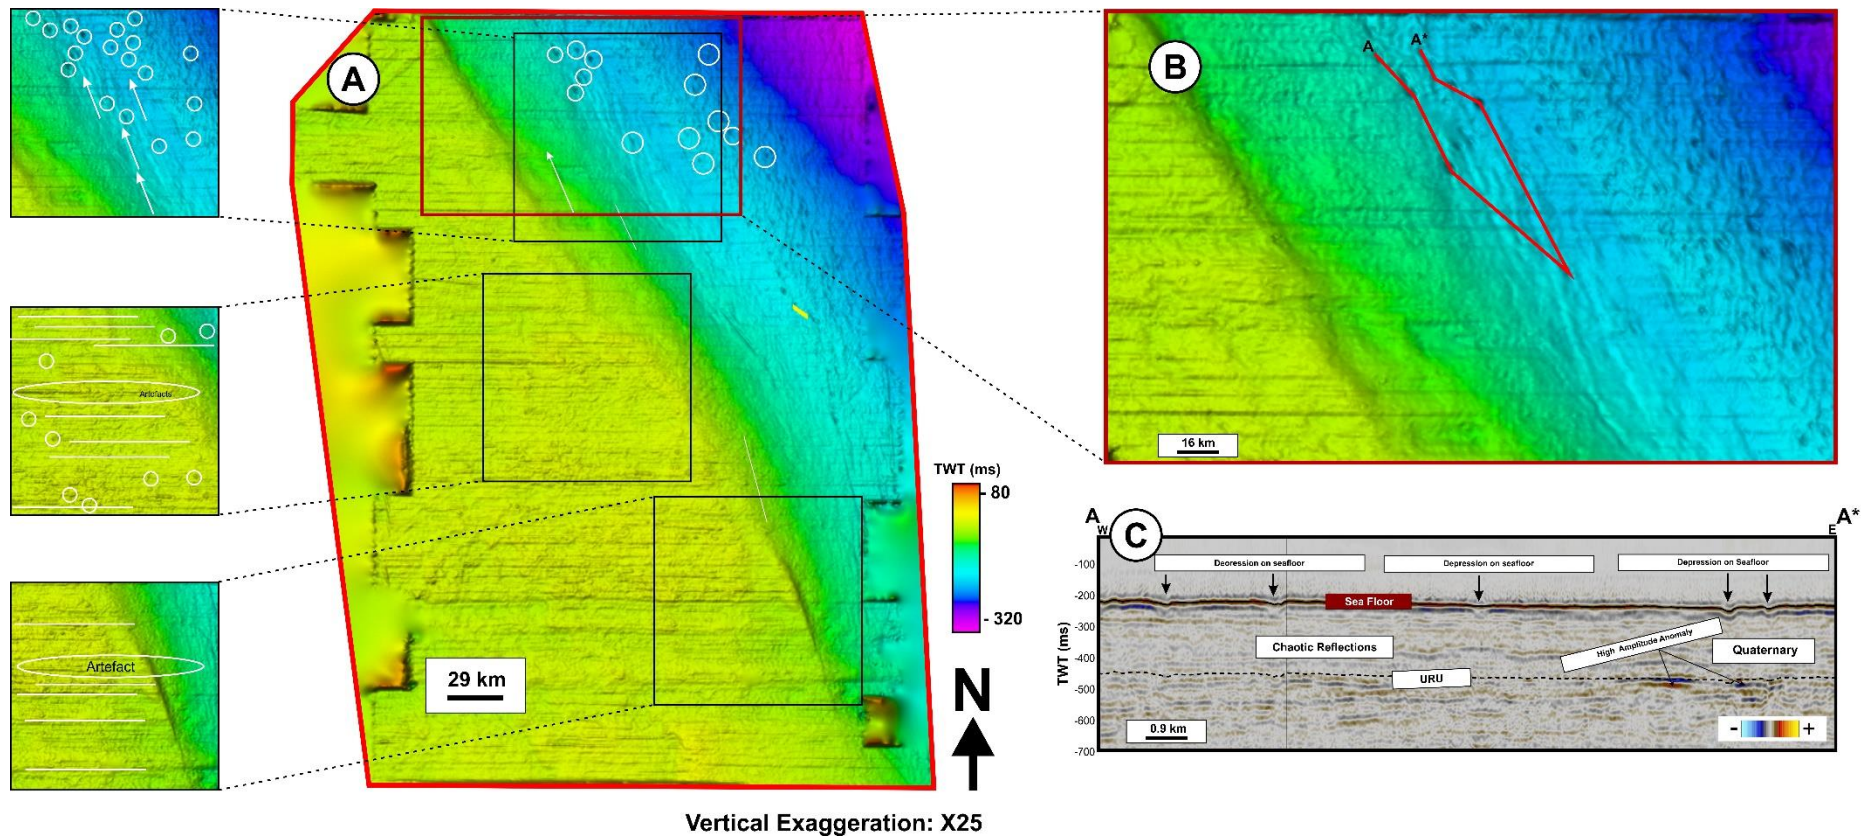 A
Artefacts
Artefact
TWT (ms)
- 80
- 320
29 km
N
Vertical Exaggeration: X25
B
A
A*
16 km
A
W
C
E
A*
Deoression on seafloor
Depression on seafloor
Depression on Seafloor
Sea Floor
Chaotic Reflections
High Amplitude Anomaly
Quaternary
URU
TWT (ms)
-100
-200
-300
-400
-500
-600
-700
0.9 km
- +